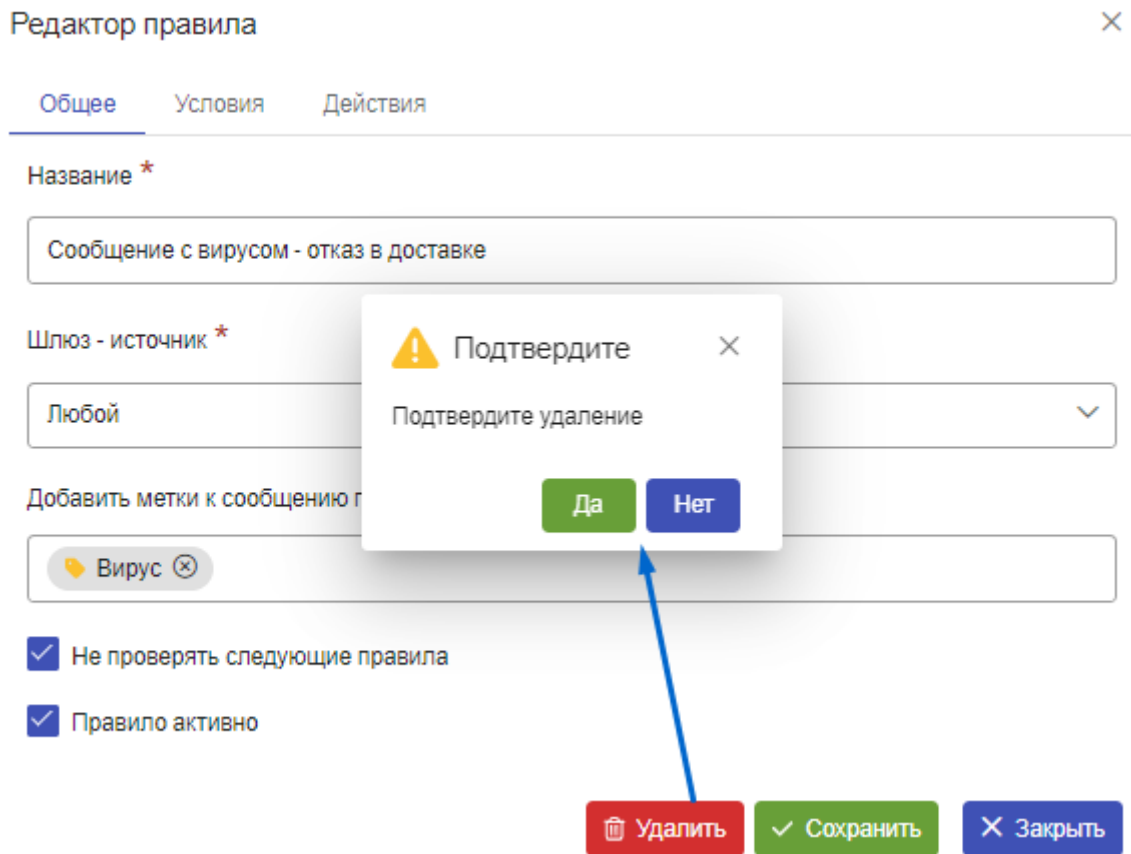 Редактор правила
Общее Условия Действия
Название *
Сообщение с вирусом - отказ в доставке
Шлюз - источник *
Любой
Подтвердите
Подтвердите удаление
Да Нет
Добавить метки к сообщению
Вирус
Не проверять следующие правила
Правило активно
Удалить Сохранить Закрыть